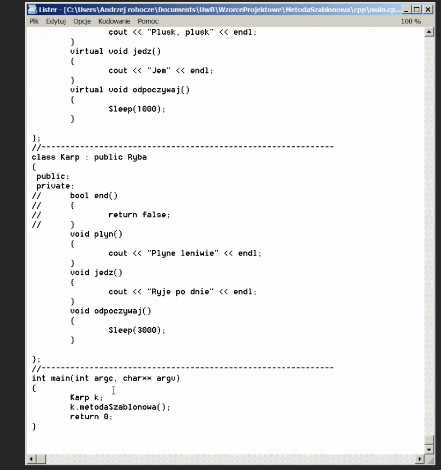 Lister - [C:\Users\Andrzej robocze\Documents\UwB\WzorceProjektowe\MetodaSzablonowa\cpp\main.cp...
Plik Edytuj Opcje Kodowanie Pomoc 100 %
cout << "Plusk, plusk" << endl;
}
virtual void jedz()
{
cout << "Jem" << endl;
}
virtual void odpoczywaj()
{
Sleep(1000);
}
};
//------------------------------------------------------------
class Karp : public Ryba
{
public:
private:
// bool end()
// {
// return false;
// }
void plyn()
{
cout << "Plyne leniwie" << endl;
}
void jedz()
{
cout << "Ryje po dnie" << endl;
}
void odpoczywaj()
{
Sleep(3000);
}
};
//------------------------------------------------------------
int main(int argc, char** argv)
{
Karp k;
k.metodaSzablonowa();
return 0;
}